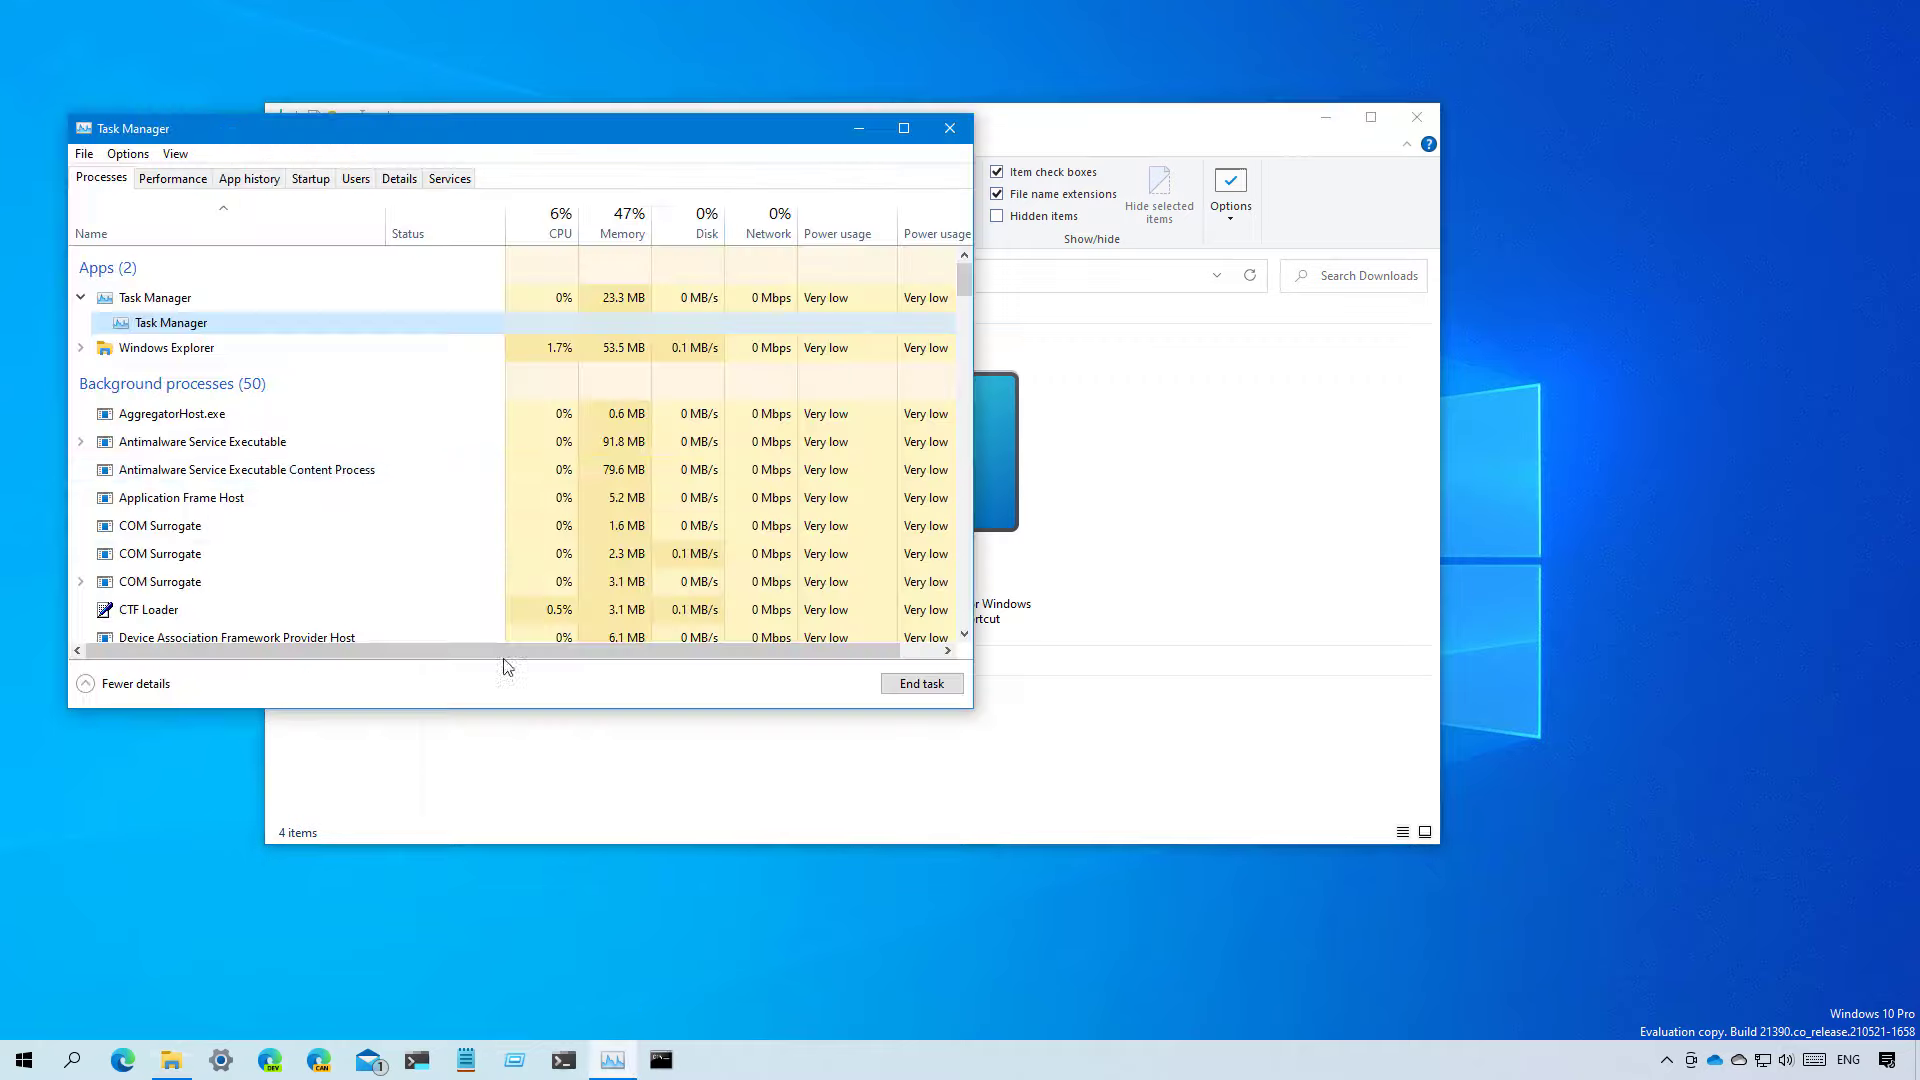 Task Manager
File Options View
Processes Performance App history Startup Users Details Services
6% 47% 0% 0%
Name Status CPU Memory Disk Network Power usage Power usage
Apps (2)
Task Manager 0% 23.3 MB 0 MB/s 0 Mbps Very low Very low
Task Manager
Windows Explorer 1.7% 53.5 MB 0.1 MB/s 0 Mbps Very low Very low
Background processes (50)
AggregatorHost.exe 0% 0.6 MB 0 MB/s 0 Mbps Very low Very low
Antimalware Service Executable 0% 91.8 MB 0 MB/s 0 Mbps Very low Very low
Antimalware Service Executable Content Process 0% 79.6 MB 0 MB/s 0 Mbps Very low Very low
Application Frame Host 0% 5.2 MB 0 MB/s 0 Mbps Very low Very low
COM Surrogate 0% 1.6 MB 0 MB/s 0 Mbps Very low Very low
COM Surrogate 0% 2.3 MB 0.1 MB/s 0 Mbps Very low Very low
COM Surrogate 0% 3.1 MB 0 MB/s 0 Mbps Very low Very low
CTF Loader 0.5% 3.1 MB 0.1 MB/s 0 Mbps Very low Very low
Device Association Framework Provider Host 0% 6.1 MB 0 MB/s 0 Mbps Very low Very low
Fewer details End task
?
Item check boxes
File name extensions
Hidden items
Hide selected
items
Options
Show/hide
Search Downloads
r Windows
rtcut
4 items
Windows 10 Pro
Evaluation copy. Build 21390.co_release.210521-1658
DEV
CAN
1
ENG